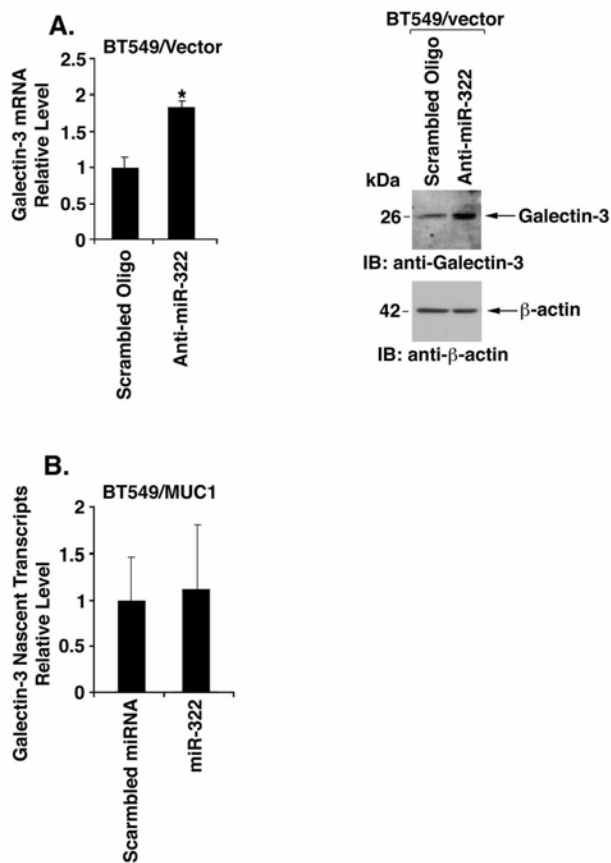 A.
BT549/Vector
Galectin-3 mRNA
Relative Level
2.5
2
1.5
1
0.5
0
*
Scrambled Oligo
Anti-miR-322
BT549/vector
Scrambled Oligo
Anti-miR-322
kDa
26
Galectin-3
IB: anti-Galectin-3
42
β-actin
IB: anti-β-actin
B.
BT549/MUC1
Galectin-3 Nascent Transcripts
Relative Level
2
1.5
1
0.5
0
Scarmbled miRNA
miR-322